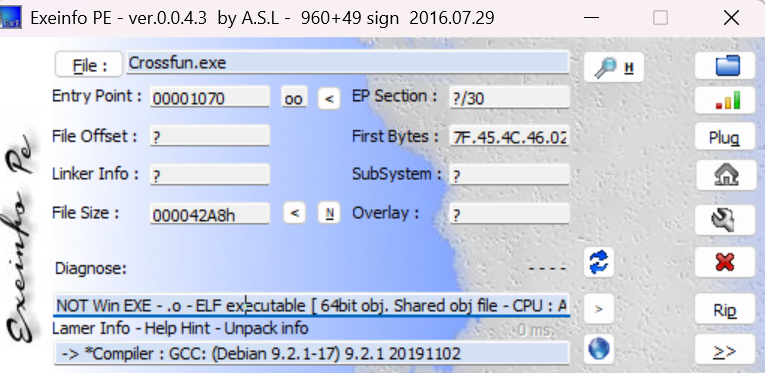 Exeinfo PE - ver.0.0.4.3 by A.S.L - 960+49 sign 2016.07.29
File : Crossfun.exe H
Entry Point : 00001070 oo < EP Section : ?/30
File Offset : ? First Bytes : 7F.45.4C.46.02 Plug
Linker Info : ? SubSystem : ?
File Size : 000042A8h < N Overlay : ?
Diagnose: - - - -
NOT Win EXE - .o - ELF executable [ 64bit obj. Shared obj file - CPU : A > Rip
Lamer Info - Help Hint - Unpack info 0 ms.
-> *Compiler : GCC: (Debian 9.2.1-17) 9.2.1 20191102 >>
Exeinfo Pe